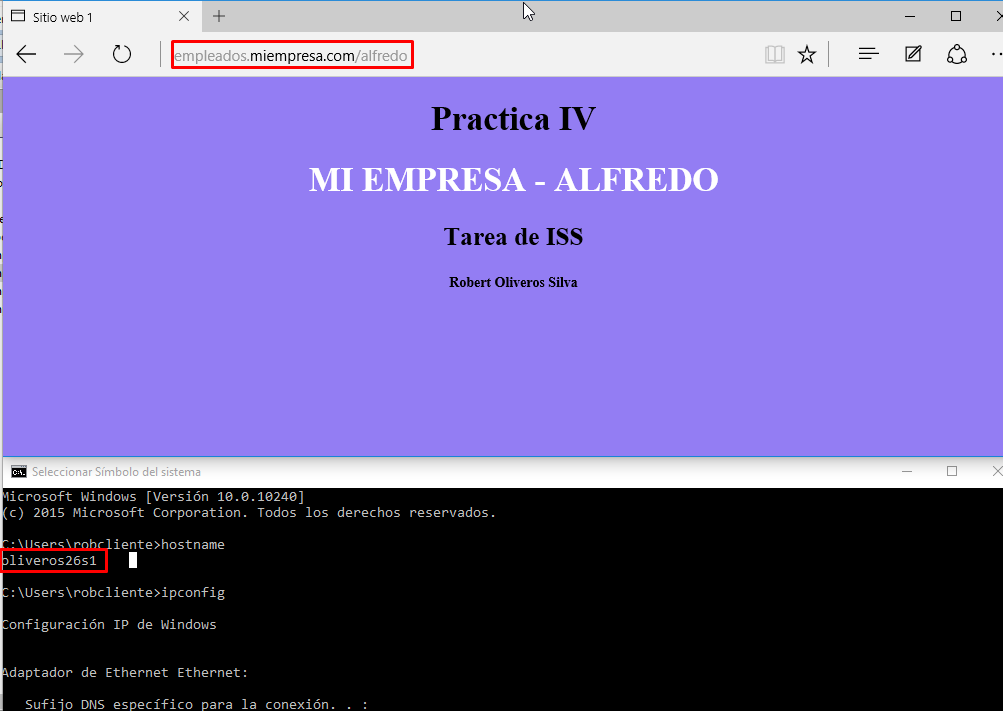 Sitio web 1
empleados.miempresa.com/alfredo
Practica IV
MI EMPRESA - ALFREDO
Tarea de ISS
Robert Oliveros Silva
Seleccionar Símbolo del sistema
Microsoft Windows [Versión 10.0.10240]
(c) 2015 Microsoft Corporation. Todos los derechos reservados.
C:\Users\robcliente>hostname
oliveros26s1
C:\Users\robcliente>ipconfig
Configuración IP de Windows
Adaptador de Ethernet Ethernet:
Sufijo DNS específico para la conexión. . :